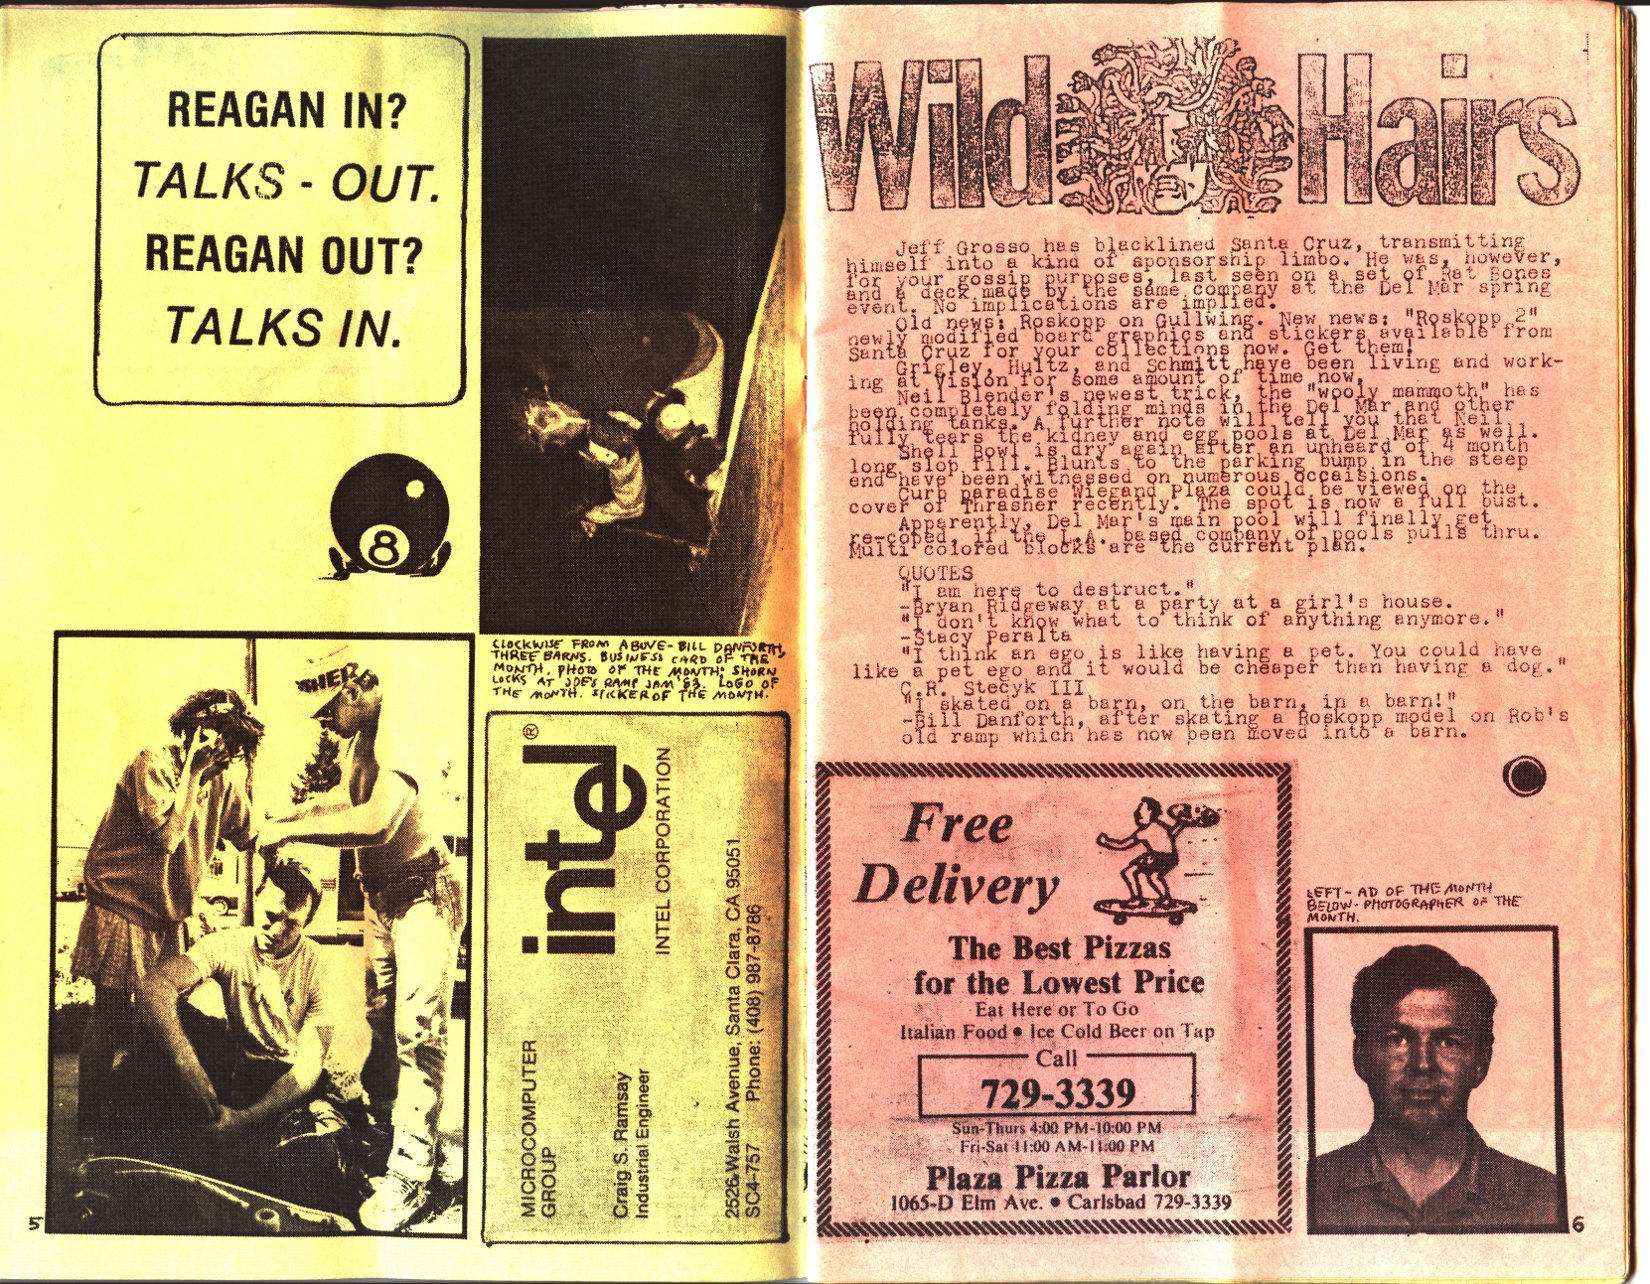 REAGAN IN?
TALKS - OUT.
REAGAN OUT?
TALKS IN.
8
CLOCKWISE FROM ABOVE - BILL DANFORTH,
THREE BARNS. BUSINESS CARD OF THE
MONTH. PHOTO OF THE MONTH; SHORN
LOCKS AT JOE'S RAMP JAM '83. LOGO OF
THE MONTH. STICKER OF THE MONTH.
intel®
INTEL CORPORATION
MICROCOMPUTER
GROUP
Craig S. Ramsay
Industrial Engineer
2526 Walsh Avenue, Santa Clara, CA 95051
SC4-757 Phone: (408) 987-8786
5
Wild Hairs
Jeff Grosso has blacklined Santa Cruz, transmitting
himself into a kind of sponsorship limbo. He was, however,
for your gossip purposes, last seen on a set of Rat Bones
and a deck made by the same company at the Del Mar spring
event. No implications are implied.
Old news: Roskopp on Gullwing. New news: "Roskopp 2"
newly modified board graphics and stickers available from
Santa Cruz for your collections now. Get them!
Grigley, Hultz, and Schmitt have been living and work-
ing at Vision for some amount of time now.
Neil Blender's newest trick, the "wooly mammoth" has
been completely folding minds in the Del Mar and other
holding tanks. A further note will tell you that Neil
fully tears the kidney and egg pools at Del Mar as well.
Shell Bowl is dry again after an unheard of 4 month
long slop fill. Blunts to the parking bump in the steep
end have been witnessed on numerous occaisions.
Curb paradise Wiegand Plaza could be viewed on the
cover of Thrasher recently. The spot is now a full bust.
Apparently, Del Mar's main pool will finally get
re-coped, if the L.A. based company of pools pulls thru.
Multi colored blocks are the current plan.
QUOTES
"I am here to destruct."
-Bryan Ridgeway at a party at a girl's house.
"I don't know what to think of anything anymore."
-Stacy Peralta
"I think an ego is like having a pet. You could have
like a pet ego and it would be cheaper than having a dog."
C.R. Stecyk III
"I skated on a barn, on the barn, in a barn!"
-Bill Danforth, after skating a Roskopp model on Rob's
old ramp which has now been moved into a barn.
Free
Delivery
The Best Pizzas
for the Lowest Price
Eat Here or To Go
Italian Food • Ice Cold Beer on Tap
Call
729-3339
Sun-Thurs 4:00 PM-10:00 PM
Fri-Sat 11:00 AM-11:00 PM
Plaza Pizza Parlor
1065-D Elm Ave. • Carlsbad 729-3339
LEFT - AD OF THE MONTH
BELOW - PHOTOGRAPHER OF THE
MONTH.
6